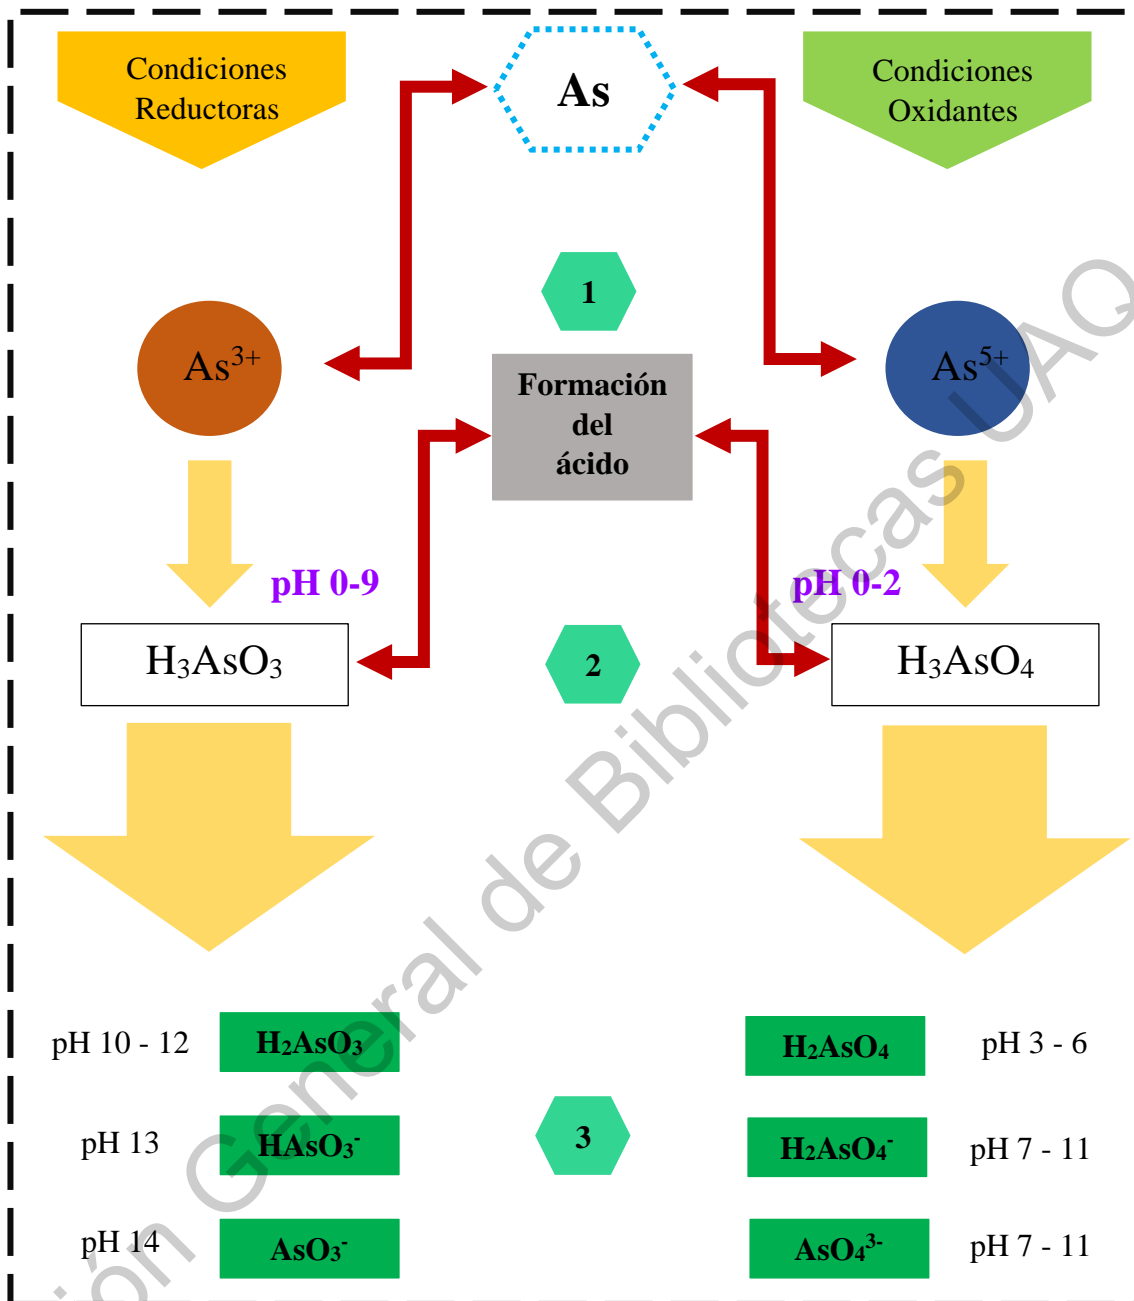 Condiciones
Reductoras
As
Condiciones
Oxidantes
1
As³⁺
As⁵⁺
Formación
del
ácido
pH 0-9
pH 0-2
H₃AsO₃
2
H₃AsO₄
pH 10 - 12
H₂AsO₃
H₂AsO₄
pH 3 - 6
pH 13
HAsO₃⁻
3
H₂AsO₄⁻
pH 7 - 11
pH 14
AsO₃⁻
AsO₄³⁻
pH 7 - 11
ión General de Bibliotecas UAQ